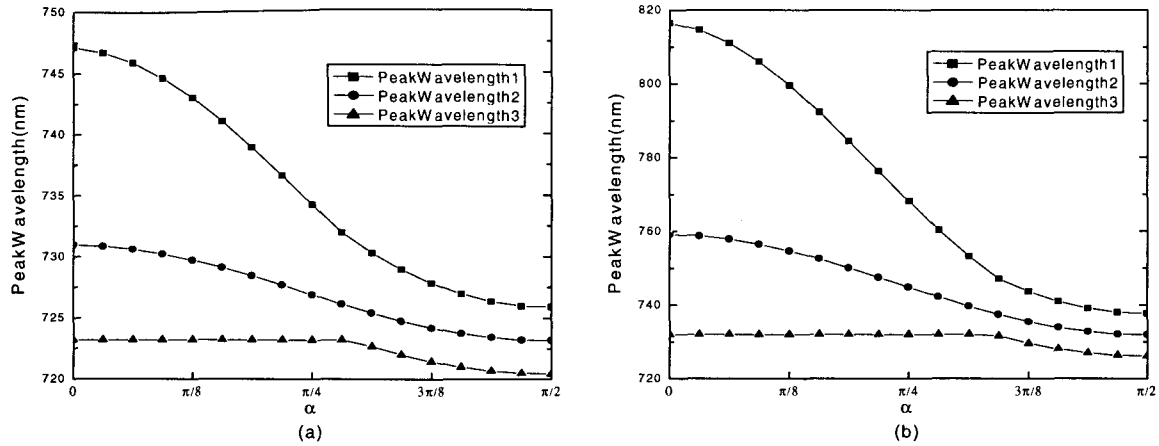 750
745
740
735
730
725
720
PeakWavelength(nm)
PeakWavelength1
PeakWavelength2
PeakWavelength3
0
π/8
π/4
3π/8
π/2
α
(a)
820
800
780
760
740
720
PeakWavelength(nm)
PeakWavelength1
PeakWavelength2
PeakWavelength3
0
π/8
π/4
3π/8
π/2
α
(b)